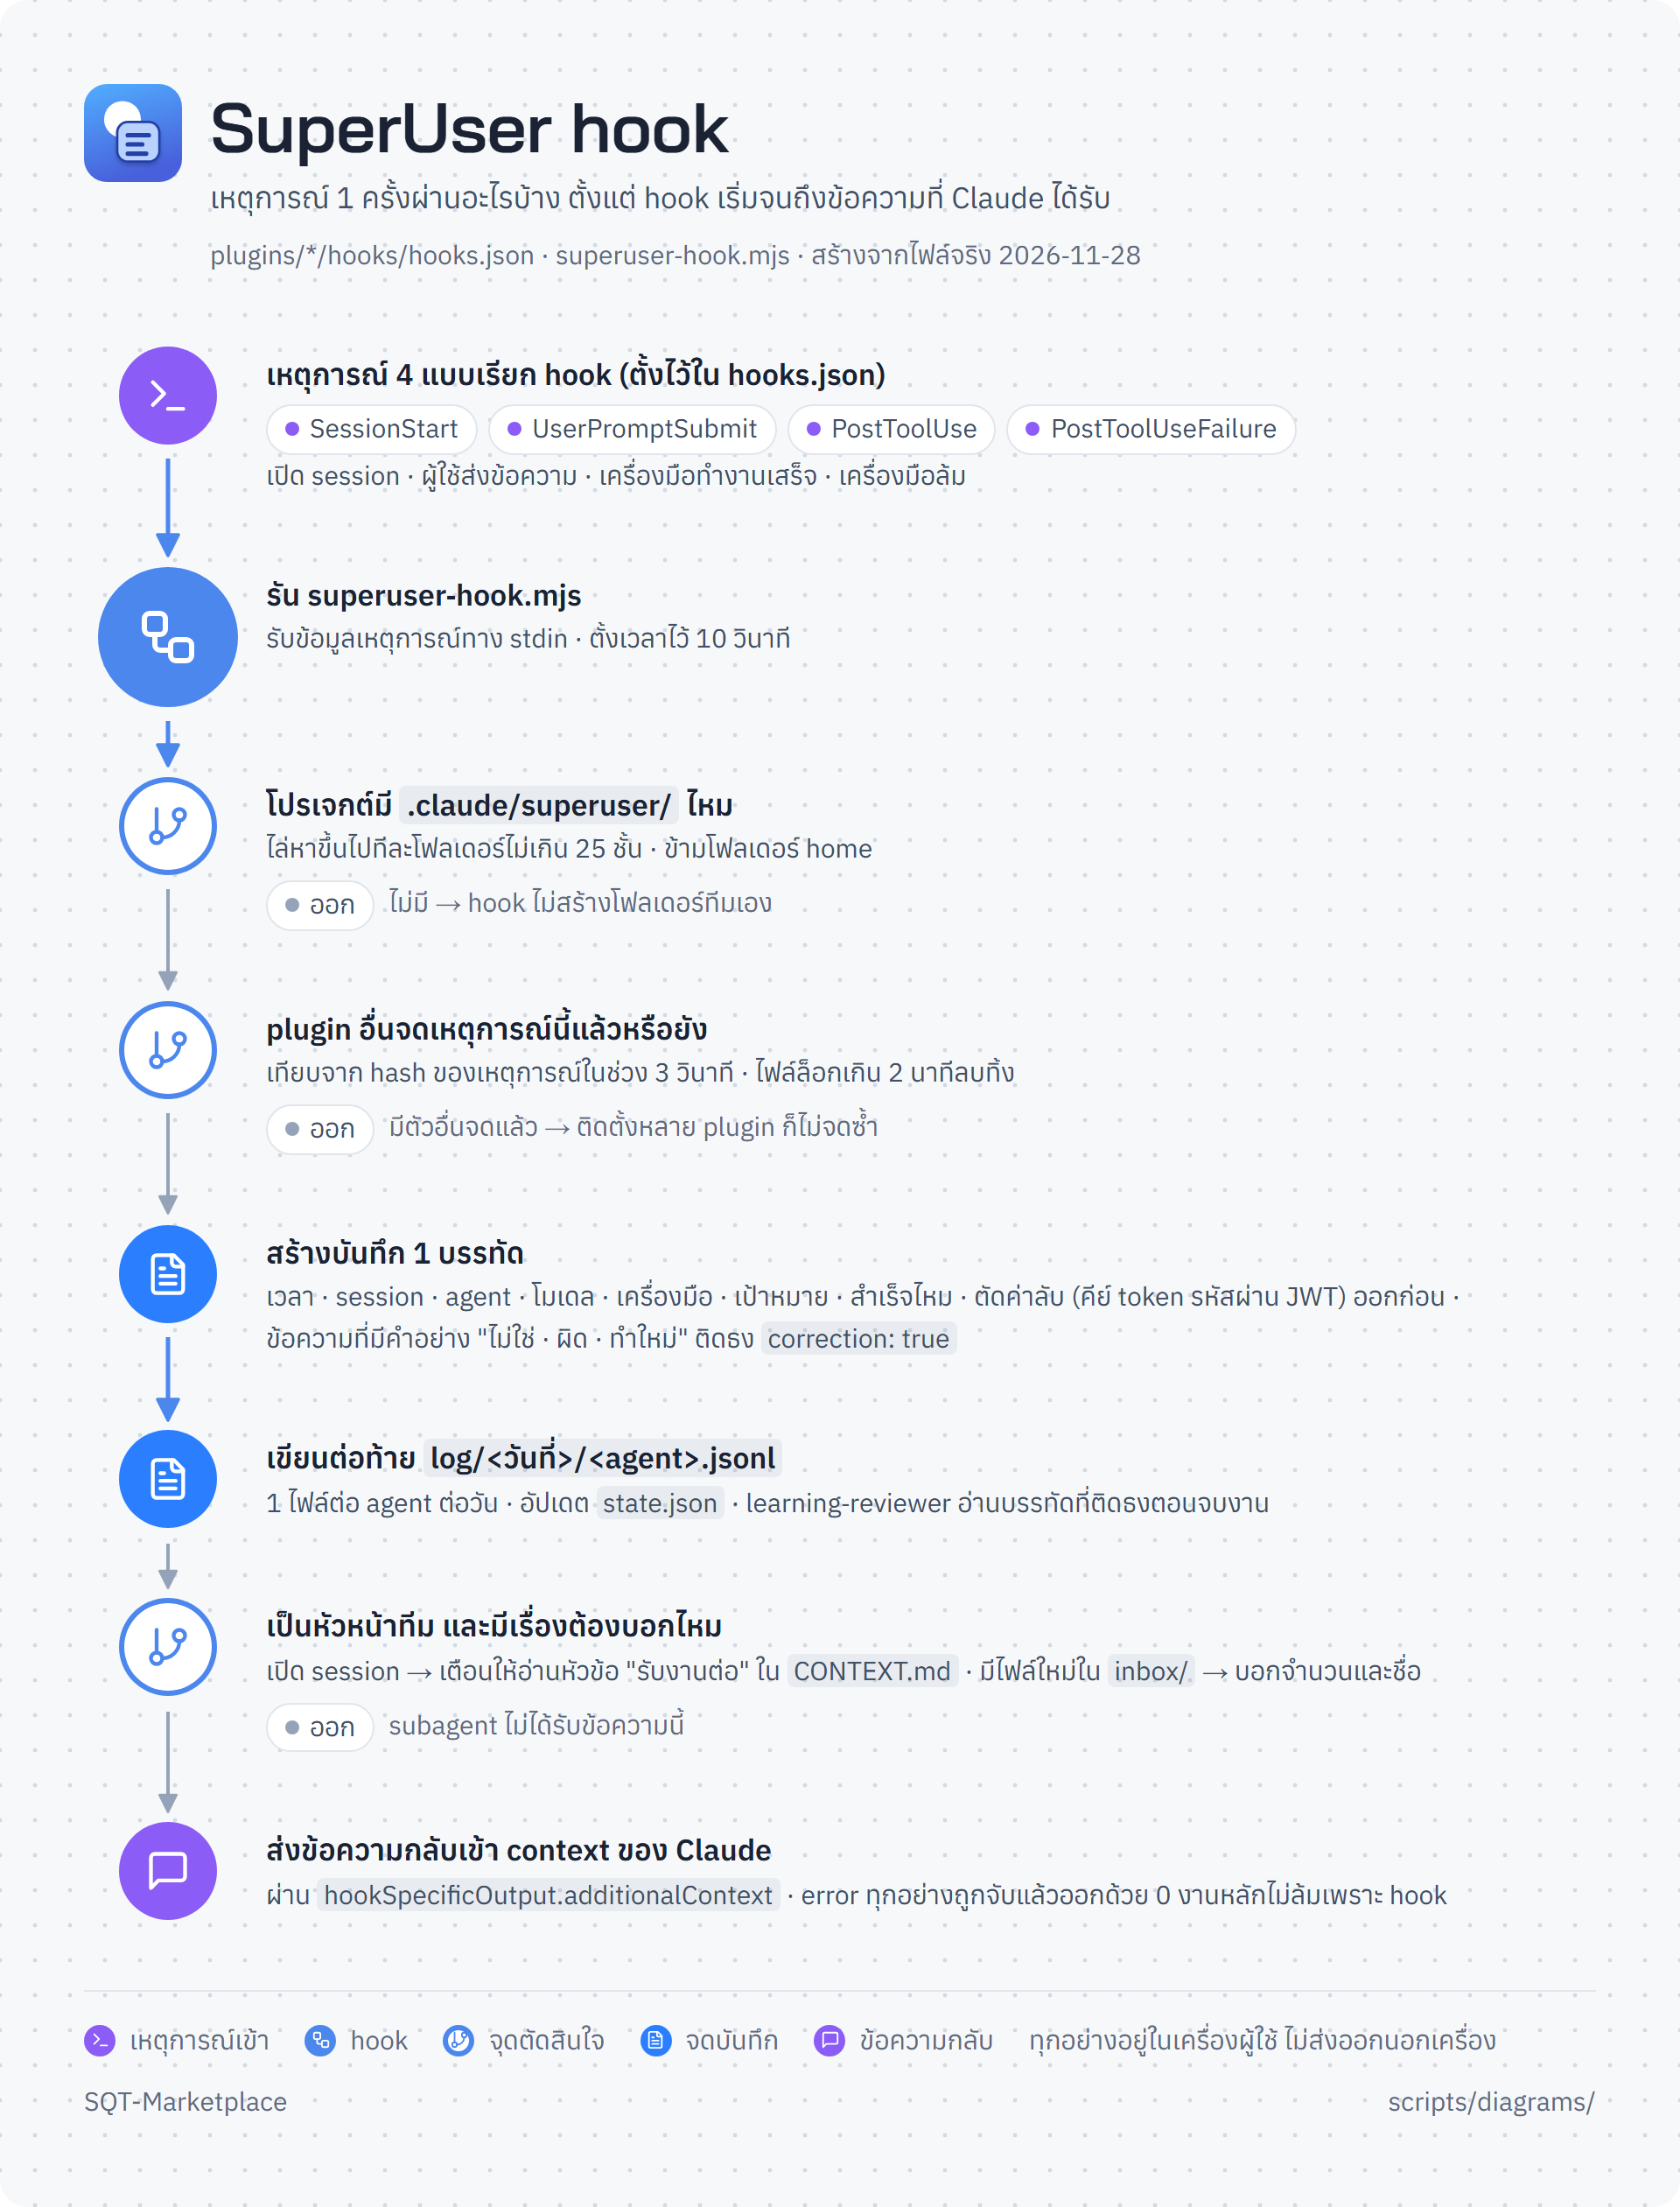 SuperUser hook
เหตุการณ์ 1 ครั้งผ่านอะไรบ้าง ตั้งแต่ hook เริ่มจนถึงข้อความที่ Claude ได้รับ
plugins/*/hooks/hooks.json · superuser-hook.mjs · สร้างจากไฟล์จริง 2026-11-28
เหตุการณ์ 4 แบบเรียก hook (ตั้งไว้ใน hooks.json)
SessionStart UserPromptSubmit PostToolUse PostToolUseFailure
เปิด session · ผู้ใช้ส่งข้อความ · เครื่องมือทำงานเสร็จ · เครื่องมือล้ม
รัน superuser-hook.mjs
รับข้อมูลเหตุการณ์ทาง stdin · ตั้งเวลาไว้ 10 วินาที
โปรเจกต์มี .claude/superuser/ ไหม
ไล่หาขึ้นไปทีละโฟลเดอร์ไม่เกิน 25 ชั้น · ข้ามโฟลเดอร์ home
ออก ไม่มี → hook ไม่สร้างโฟลเดอร์ทีมเอง
plugin อื่นจดเหตุการณ์นี้แล้วหรือยัง
เทียบจาก hash ของเหตุการณ์ในช่วง 3 วินาที · ไฟล์ล็อกเกิน 2 นาทีลบทิ้ง
ออก มีตัวอื่นจดแล้ว → ติดตั้งหลาย plugin ก็ไม่จดซ้ำ
สร้างบันทึก 1 บรรทัด
เวลา · session · agent · โมเดล · เครื่องมือ · เป้าหมาย · สำเร็จไหม · ตัดค่าลับ (คีย์ token รหัสผ่าน JWT) ออกก่อน ·
ข้อความที่มีคำอย่าง "ไม่ใช่ · ผิด · ทำใหม่" ติดธง correction: true
เขียนต่อท้าย log/<วันที่>/<agent>.jsonl
1 ไฟล์ต่อ agent ต่อวัน · อัปเดต state.json · learning-reviewer อ่านบรรทัดที่ติดธงตอนจบงาน
เป็นหัวหน้าทีม และมีเรื่องต้องบอกไหม
เปิด session → เตือนให้อ่านหัวข้อ "รับงานต่อ" ใน CONTEXT.md · มีไฟล์ใหม่ใน inbox/ → บอกจำนวนและชื่อ
ออก subagent ไม่ได้รับข้อความนี้
ส่งข้อความกลับเข้า context ของ Claude
ผ่าน hookSpecificOutput.additionalContext · error ทุกอย่างถูกจับแล้วออกด้วย 0 งานหลักไม่ล้มเพราะ hook
เหตุการณ์เข้า hook จุดตัดสินใจ จดบันทึก ข้อความกลับ ทุกอย่างอยู่ในเครื่องผู้ใช้ ไม่ส่งออกนอกเครื่อง
SQT-Marketplace scripts/diagrams/